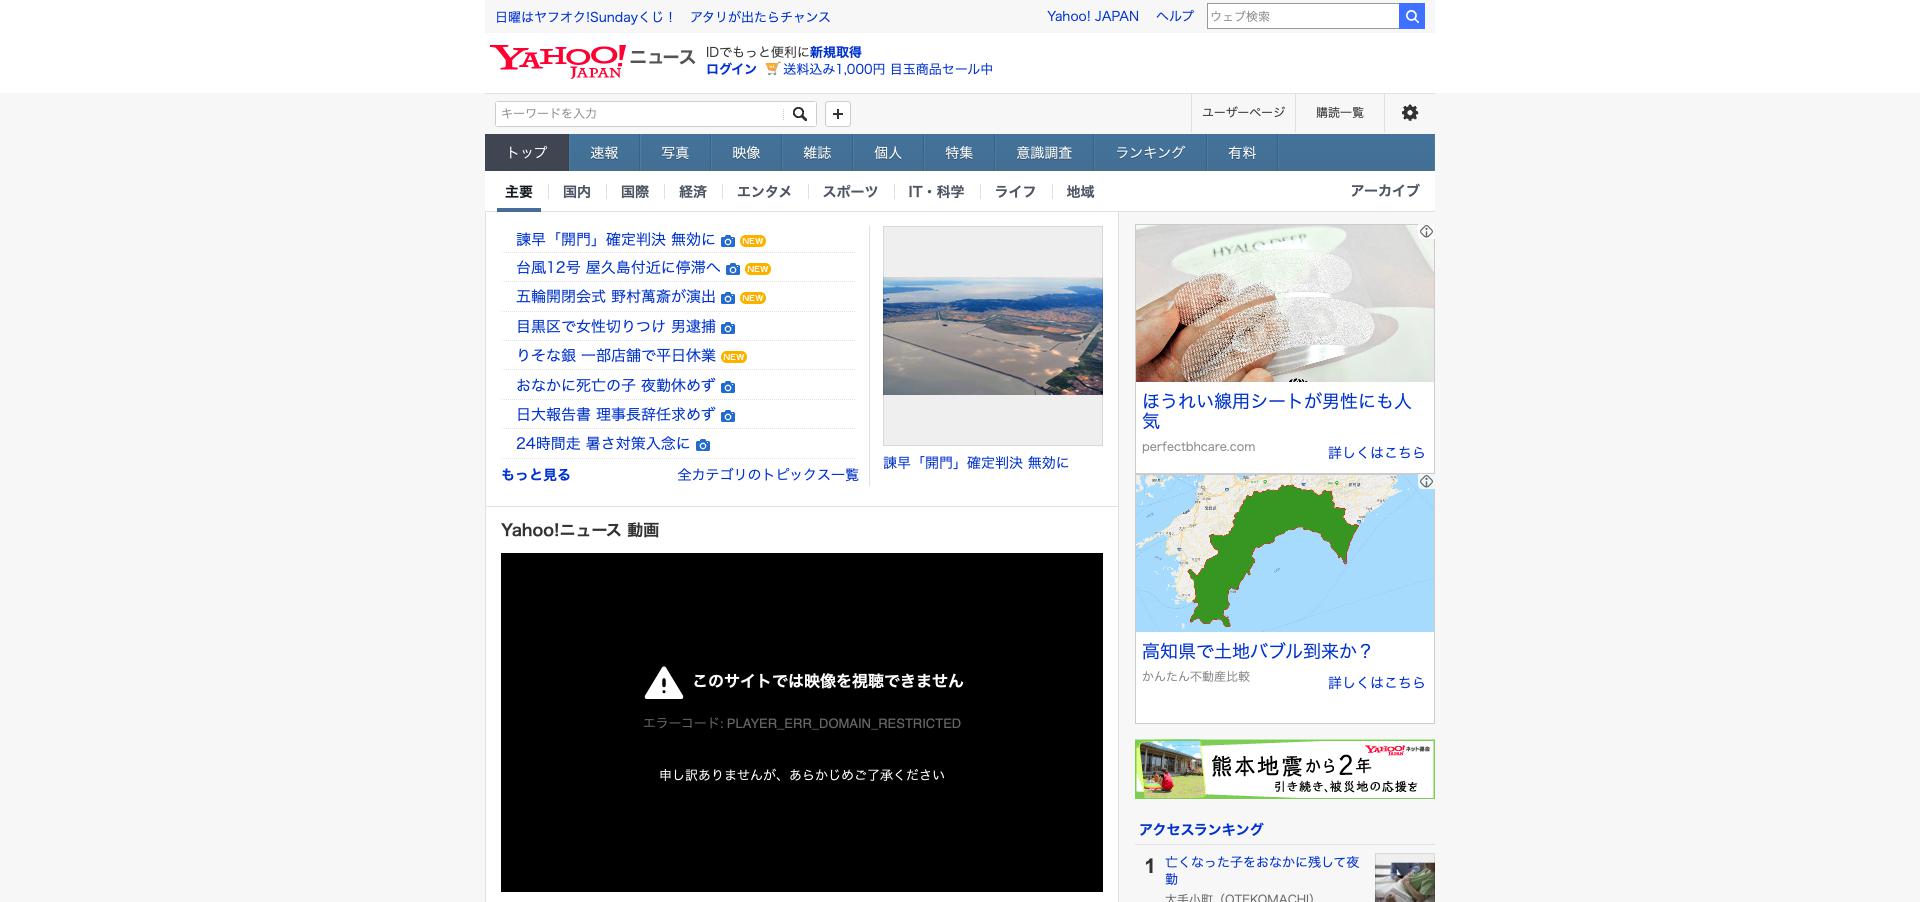 日曜はヤフオク!Sundayくじ！ アタリが出たらチャンス
Yahoo! JAPAN ヘルプ ウェブ検索
YAHOO! JAPAN ニュース
IDでもっと便利に新規取得
ログイン 送料込み1,000円 目玉商品セール中
キーワードを入力
ユーザーページ 購読一覧
トップ 速報 写真 映像 雑誌 個人 特集 意識調査 ランキング 有料
主要 国内 国際 経済 エンタメ スポーツ IT・科学 ライフ 地域 アーカイブ
諫早「開門」確定判決 無効に NEW
台風12号 屋久島付近に停滞へ NEW
五輪開閉会式 野村萬斎が演出 NEW
目黒区で女性切りつけ 男逮捕
りそな銀 一部店舗で平日休業 NEW
おなかに死亡の子 夜勤休めず
日大報告書 理事長辞任求めず
24時間走 暑さ対策入念に
もっと見る 全カテゴリのトピックス一覧
諫早「開門」確定判決 無効に
Yahoo!ニュース 動画
このサイトでは映像を視聴できません
エラーコード: PLAYER_ERR_DOMAIN_RESTRICTED
申し訳ありませんが、あらかじめご了承ください
HYALO DEEP
ほうれい線用シートが男性にも人
気
perfectbhcare.com
詳しくはこちら
高知県で土地バブル到来か？
かんたん不動産比較
詳しくはこちら
YAHOO! JAPAN ネット募金
熊本地震から2年
引き続き、被災地の応援を
アクセスランキング
1 亡くなった子をおなかに残して夜
勤
大手小町（OTEKOMACHI）